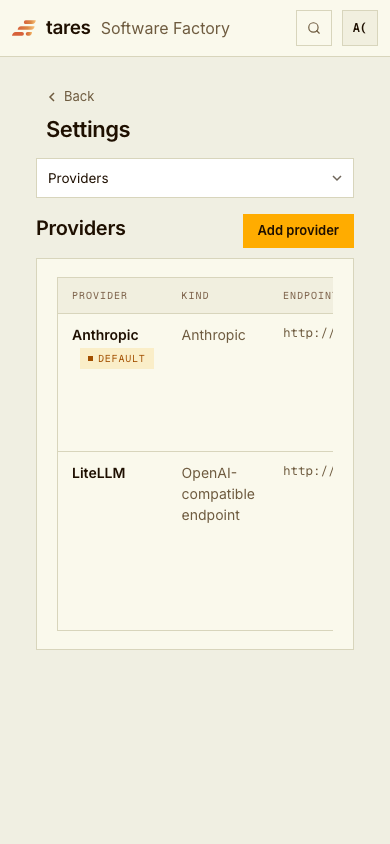 tares Software Factory A(
Back
Settings
Providers
Providers Add provider
PROVIDER KIND ENDPOINT
Anthropic Anthropic http://
DEFAULT
LiteLLM OpenAI- http://
compatible
endpoint